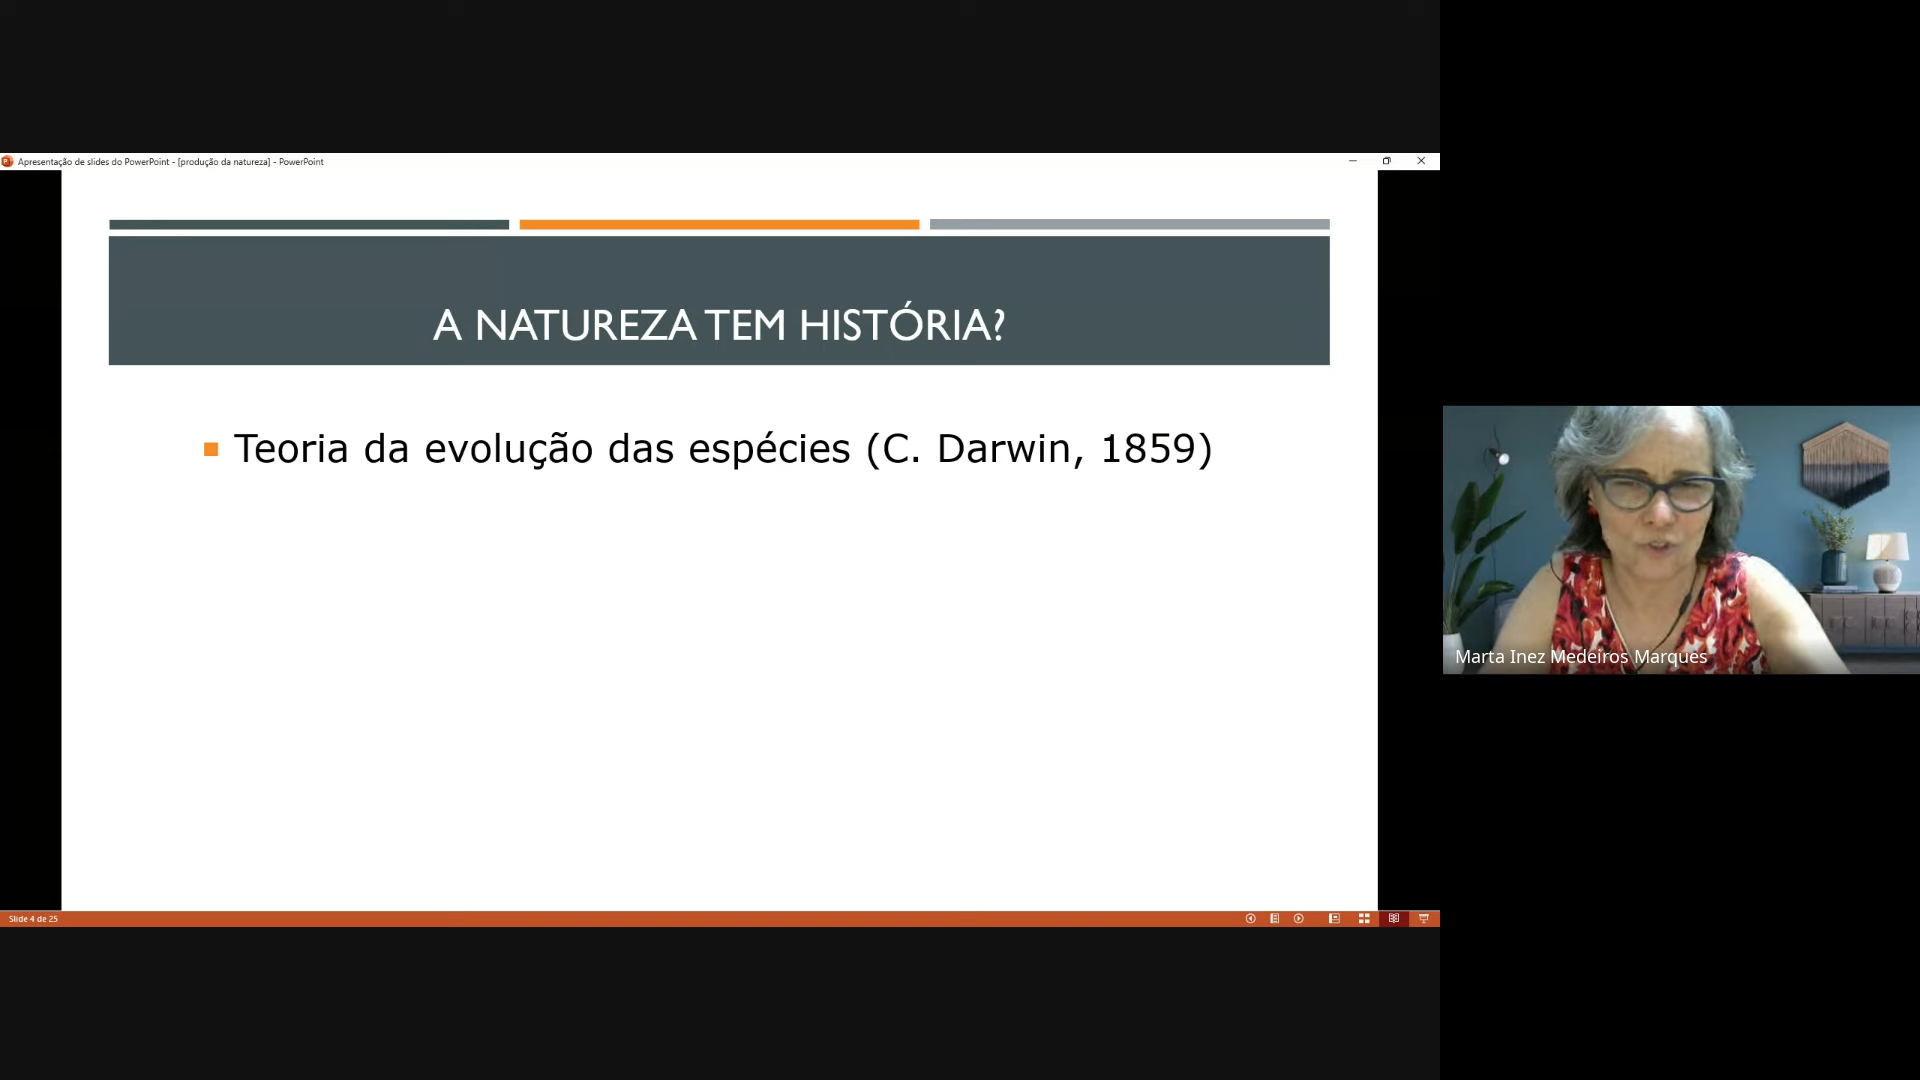 Apresentação de slides do PowerPoint - [produção da natureza] - PowerPoint
A NATUREZA TEM HISTÓRIA?
Teoria da evolução das espécies (C. Darwin, 1859)
Marta Inez Medeiros Marques
Slide 4 de 25